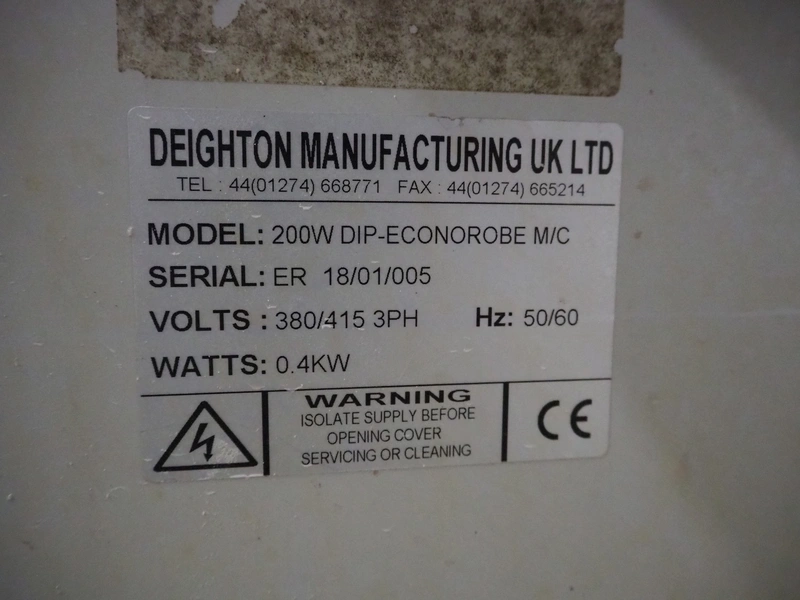 DEIGHTON MANUFACTURING UK LTD
TEL : 44(01274) 668771 FAX : 44(01274) 665214
MODEL: 200W DIP-ECONOROBE M/C
SERIAL: ER 18/01/005
VOLTS : 380/415 3PH Hz: 50/60
WATTS: 0.4KW
WARNING
ISOLATE SUPPLY BEFORE
OPENING COVER
SERVICING OR CLEANING
CE